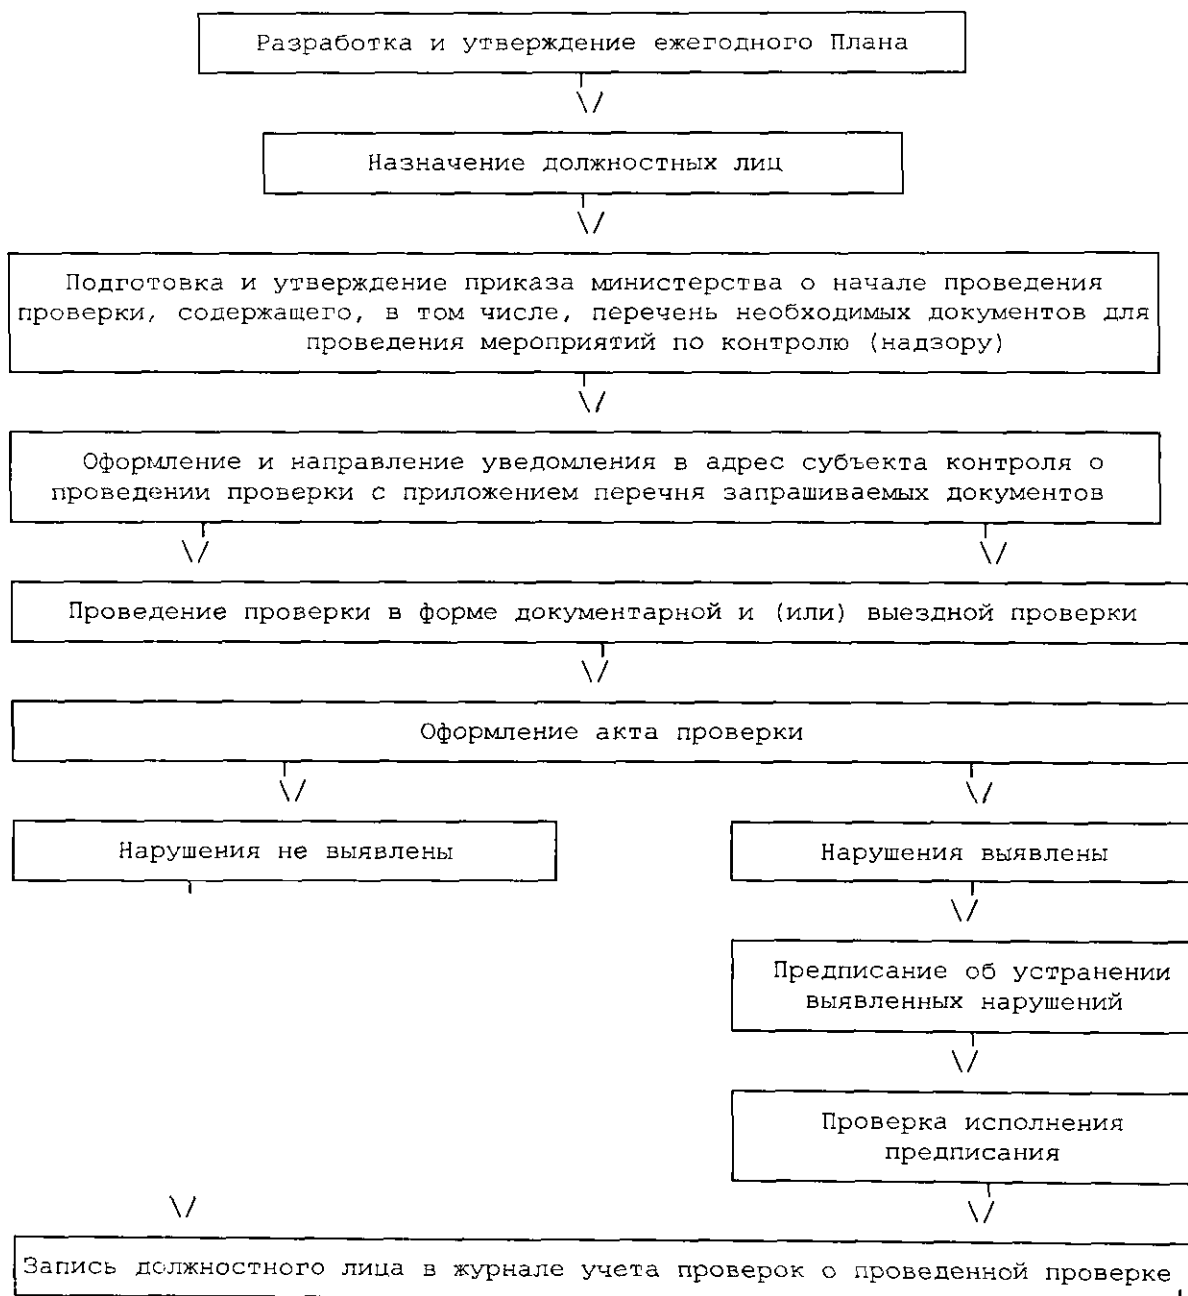 Разработка и утверждение ежегодного Плана
Назначение должностных лиц
Подготовка и утверждение приказа министерства о начале проведения
проверки, содержащего, в том числе, перечень необходимых документов для
проведения мероприятий по контролю (надзору)
Оформление и направление уведомления в адрес субъекта контроля о
проведении проверки с приложением перечня запрашиваемых документов
Проведение проверки в форме документарной и (или) выездной проверки
Оформление акта проверки
Нарушения не выявлены
Нарушения выявлены
Предписание об устранении
выявленных нарушений
Проверка исполнения
предписания
Запись должностного лица в журнале учета проверок о проведенной проверке